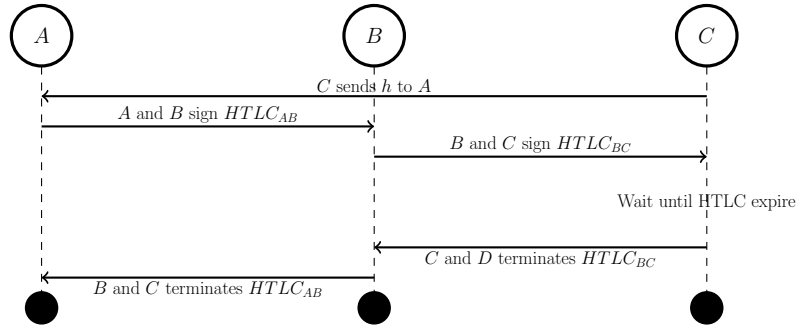 A
B
C
C sends h to A
A and B sign HTLC_AB
B and C sign HTLC_BC
Wait until HTLC expire
C and D terminates HTLC_BC
B and C terminates HTLC_AB